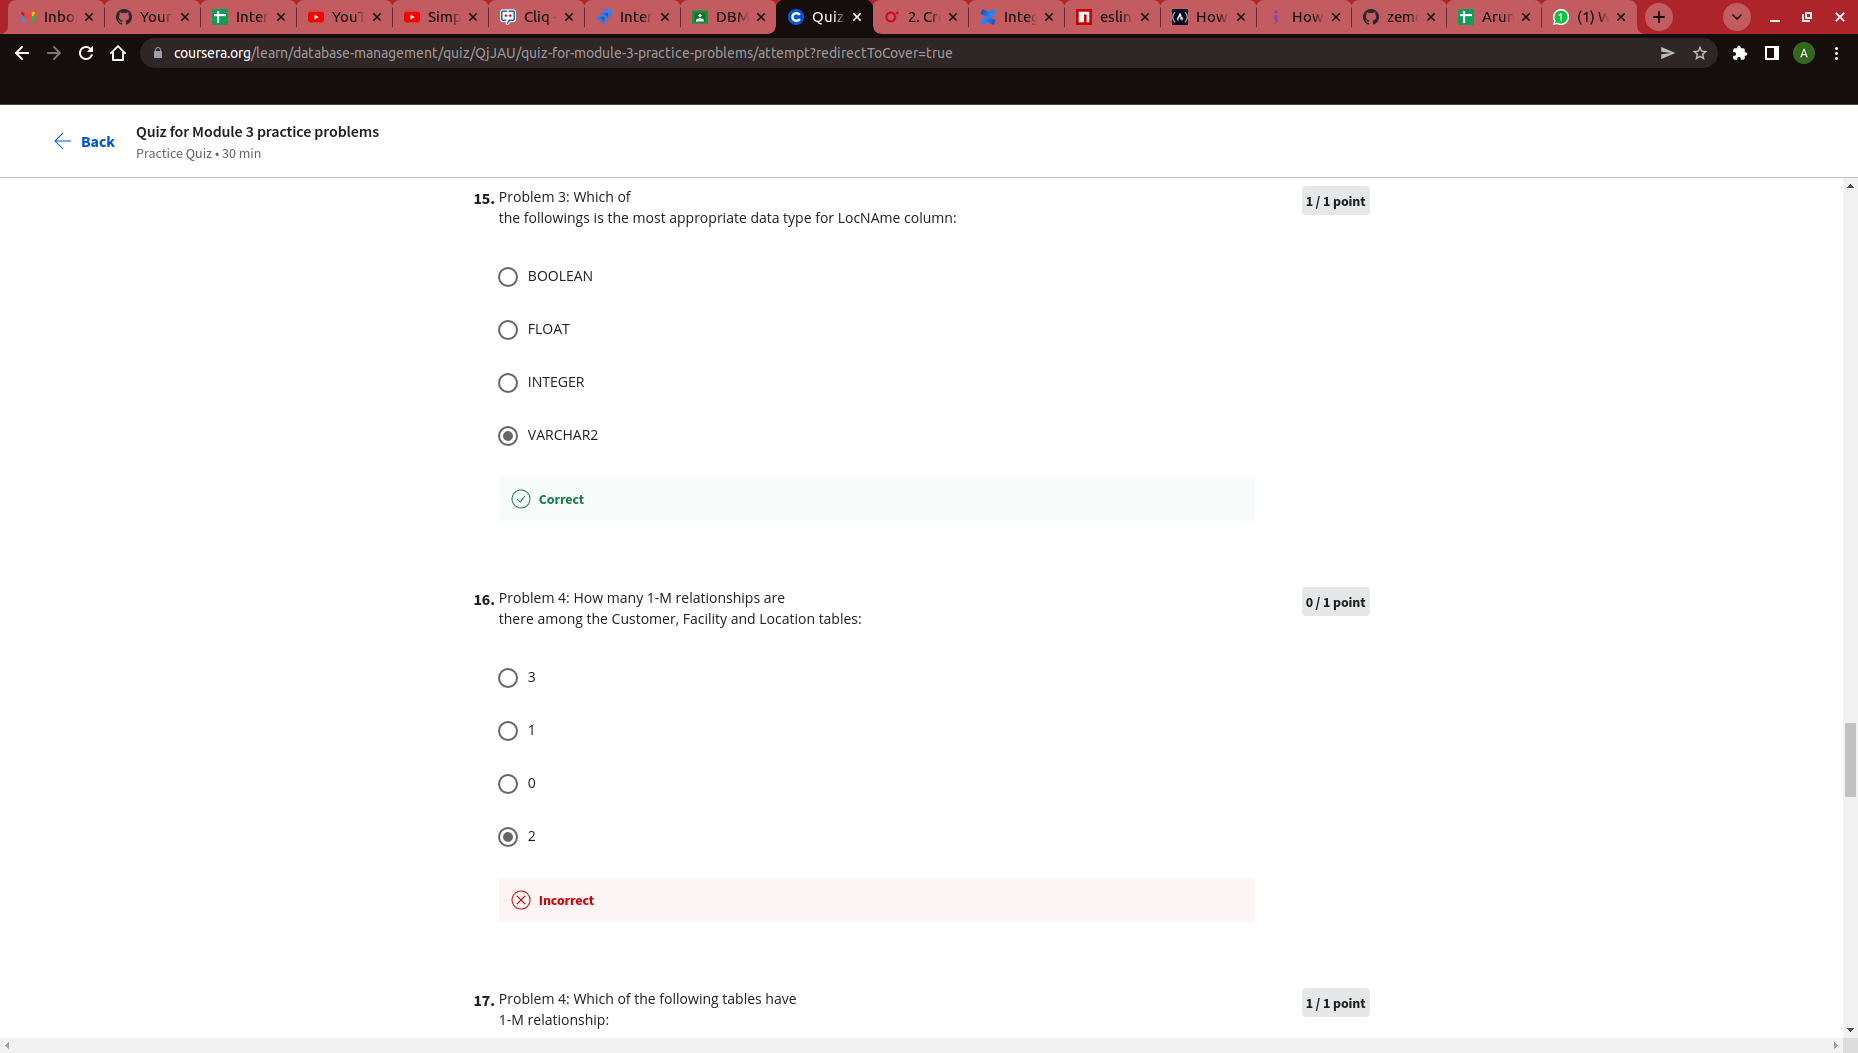 Inbo
Your
Inter
YouT
Simp
Cliq
Inter
DBM
Quiz
2. Cr
Integ
eslin
How
How
zem
Arur
(1) W
coursera.org/learn/database-management/quiz/QjJAU/quiz-for-module-3-practice-problems/attempt?redirectToCover=true
A
Back
Quiz for Module 3 practice problems
Practice Quiz • 30 min
15. Problem 3: Which of
the followings is the most appropriate data type for LocNAme column:
1 / 1 point
BOOLEAN
FLOAT
INTEGER
VARCHAR2
Correct
16. Problem 4: How many 1-M relationships are
there among the Customer, Facility and Location tables:
0 / 1 point
3
1
0
2
Incorrect
17. Problem 4: Which of the following tables have
1-M relationship:
1 / 1 point